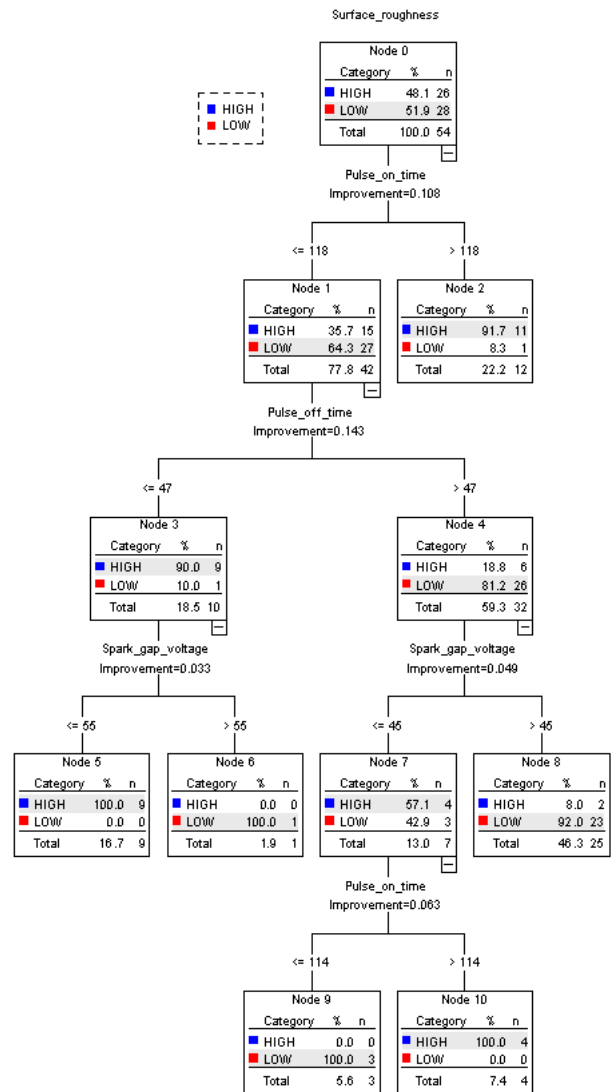 Surface_roughness
HIGH
LOW
Node 0
Category % n
HIGH 48.1 26
LOW 51.9 28
Total 100.0 54
Pulse_on_time
Improvement=0.108
<= 118
> 118
Node 1
Category % n
HIGH 35.7 15
LOW 64.3 27
Total 77.8 42
Node 2
Category % n
HIGH 91.7 11
LOW 8.3 1
Total 22.2 12
Pulse_off_time
Improvement=0.143
<= 47
> 47
Node 3
Category % n
HIGH 90.0 9
LOW 10.0 1
Total 18.5 10
Node 4
Category % n
HIGH 18.8 6
LOW 81.2 26
Total 59.3 32
Spark_gap_voltage
Improvement=0.033
Spark_gap_voltage
Improvement=0.049
<= 55
> 55
<= 45
> 45
Node 5
Category % n
HIGH 100.0 9
LOW 0.0 0
Total 16.7 9
Node 6
Category % n
HIGH 0.0 0
LOW 100.0 1
Total 1.9 1
Node 7
Category % n
HIGH 57.1 4
LOW 42.9 3
Total 13.0 7
Node 8
Category % n
HIGH 8.0 2
LOW 92.0 23
Total 46.3 25
Pulse_on_time
Improvement=0.063
<= 114
> 114
Node 9
Category % n
HIGH 0.0 0
LOW 100.0 3
Total 5.6 3
Node 10
Category % n
HIGH 100.0 4
LOW 0.0 0
Total 7.4 4